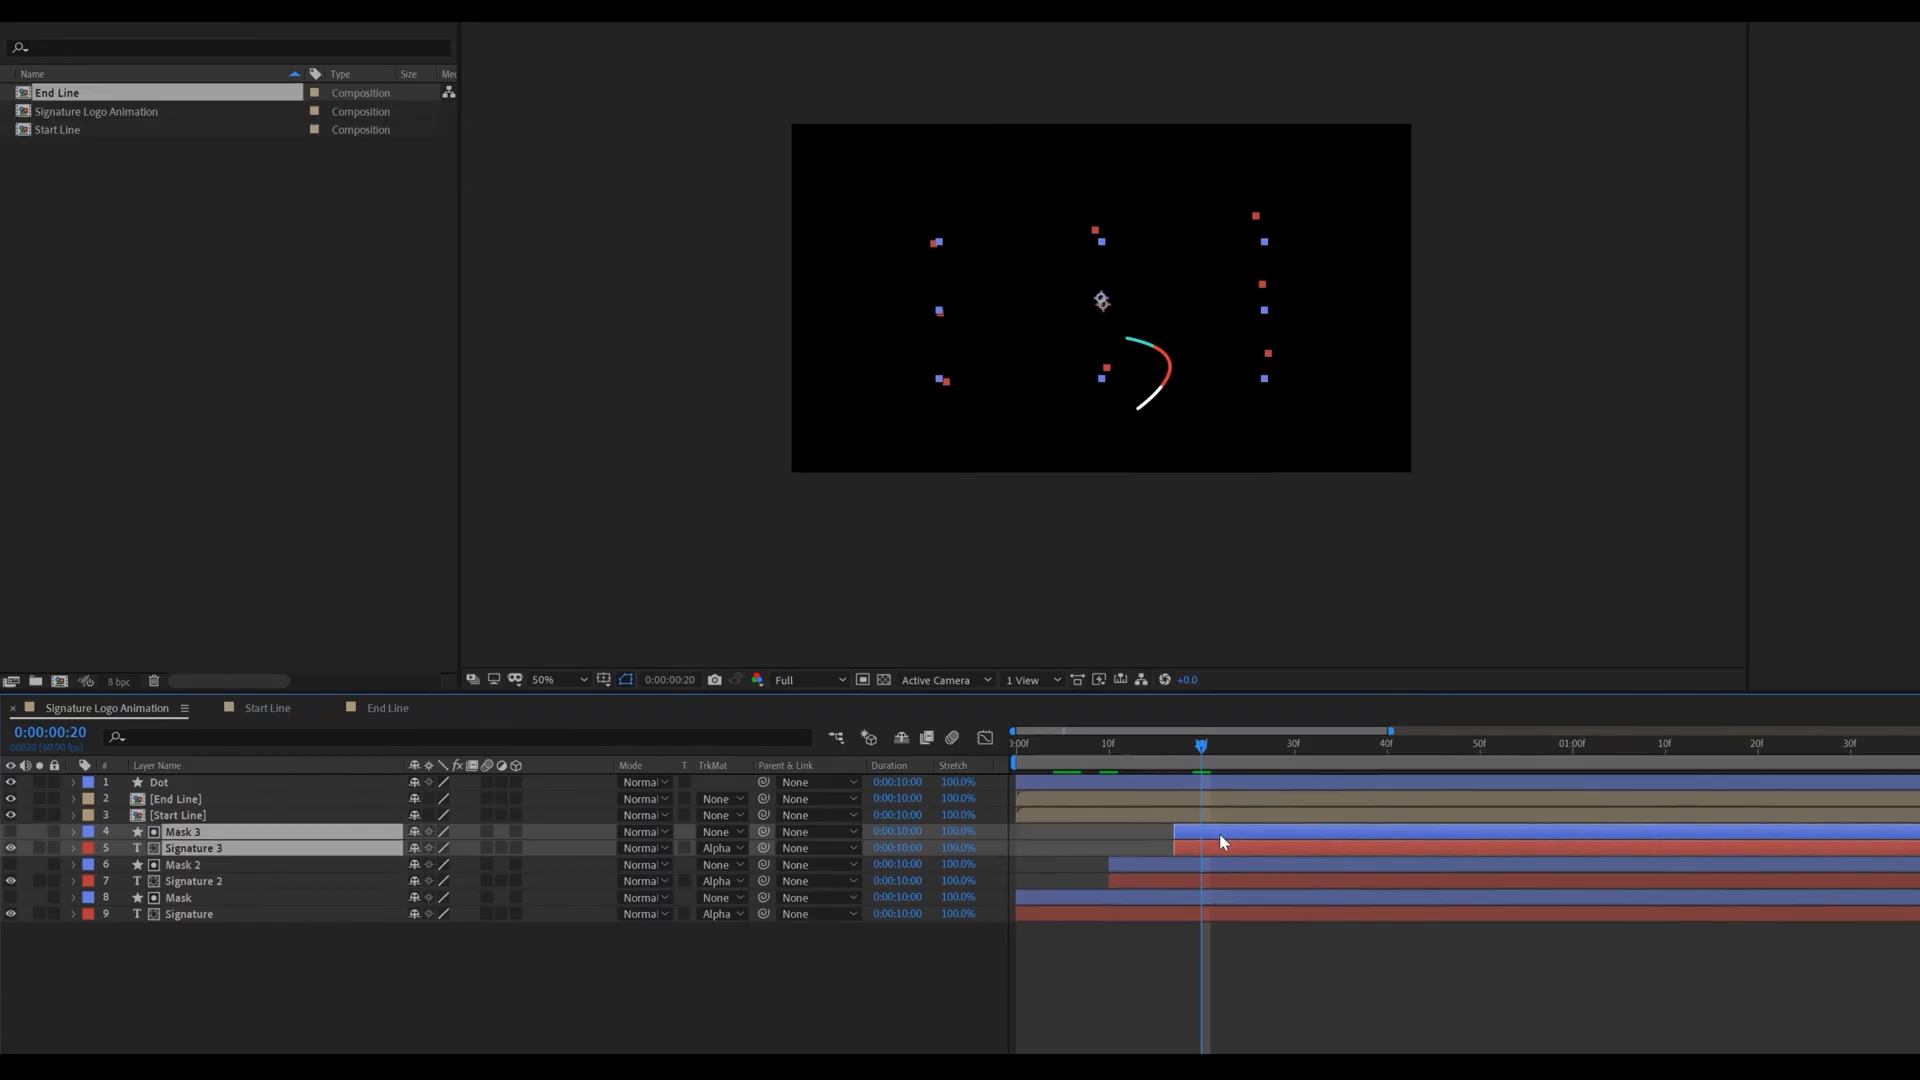 Name Type Size Med
End Line Composition
Signature Logo Animation Composition
Start Line Composition
8 bpc
50% 0:00:00:20 Full Active Camera 1 View +0.0
× Signature Logo Animation Start Line End Line
0:00:00:20
00020 (60.00 fps)
0:00f 10f 30f 40f 50f 01:00f 10f 20f 30f
# Layer Name fx Mode T TrkMat Parent & Link Duration Stretch
1 Dot Normal None 0:00:10:00 100.0%
2 [End Line] Normal None None 0:00:10:00 100.0%
3 [Start Line] Normal None None 0:00:10:00 100.0%
4 Mask 3 Normal None None 0:00:10:00 100.0%
5 T Signature 3 Normal Alpha None 0:00:10:00 100.0%
6 Mask 2 Normal None None 0:00:10:00 100.0%
7 T Signature 2 Normal Alpha None 0:00:10:00 100.0%
8 Mask Normal None None 0:00:10:00 100.0%
9 T Signature Normal Alpha None 0:00:10:00 100.0%